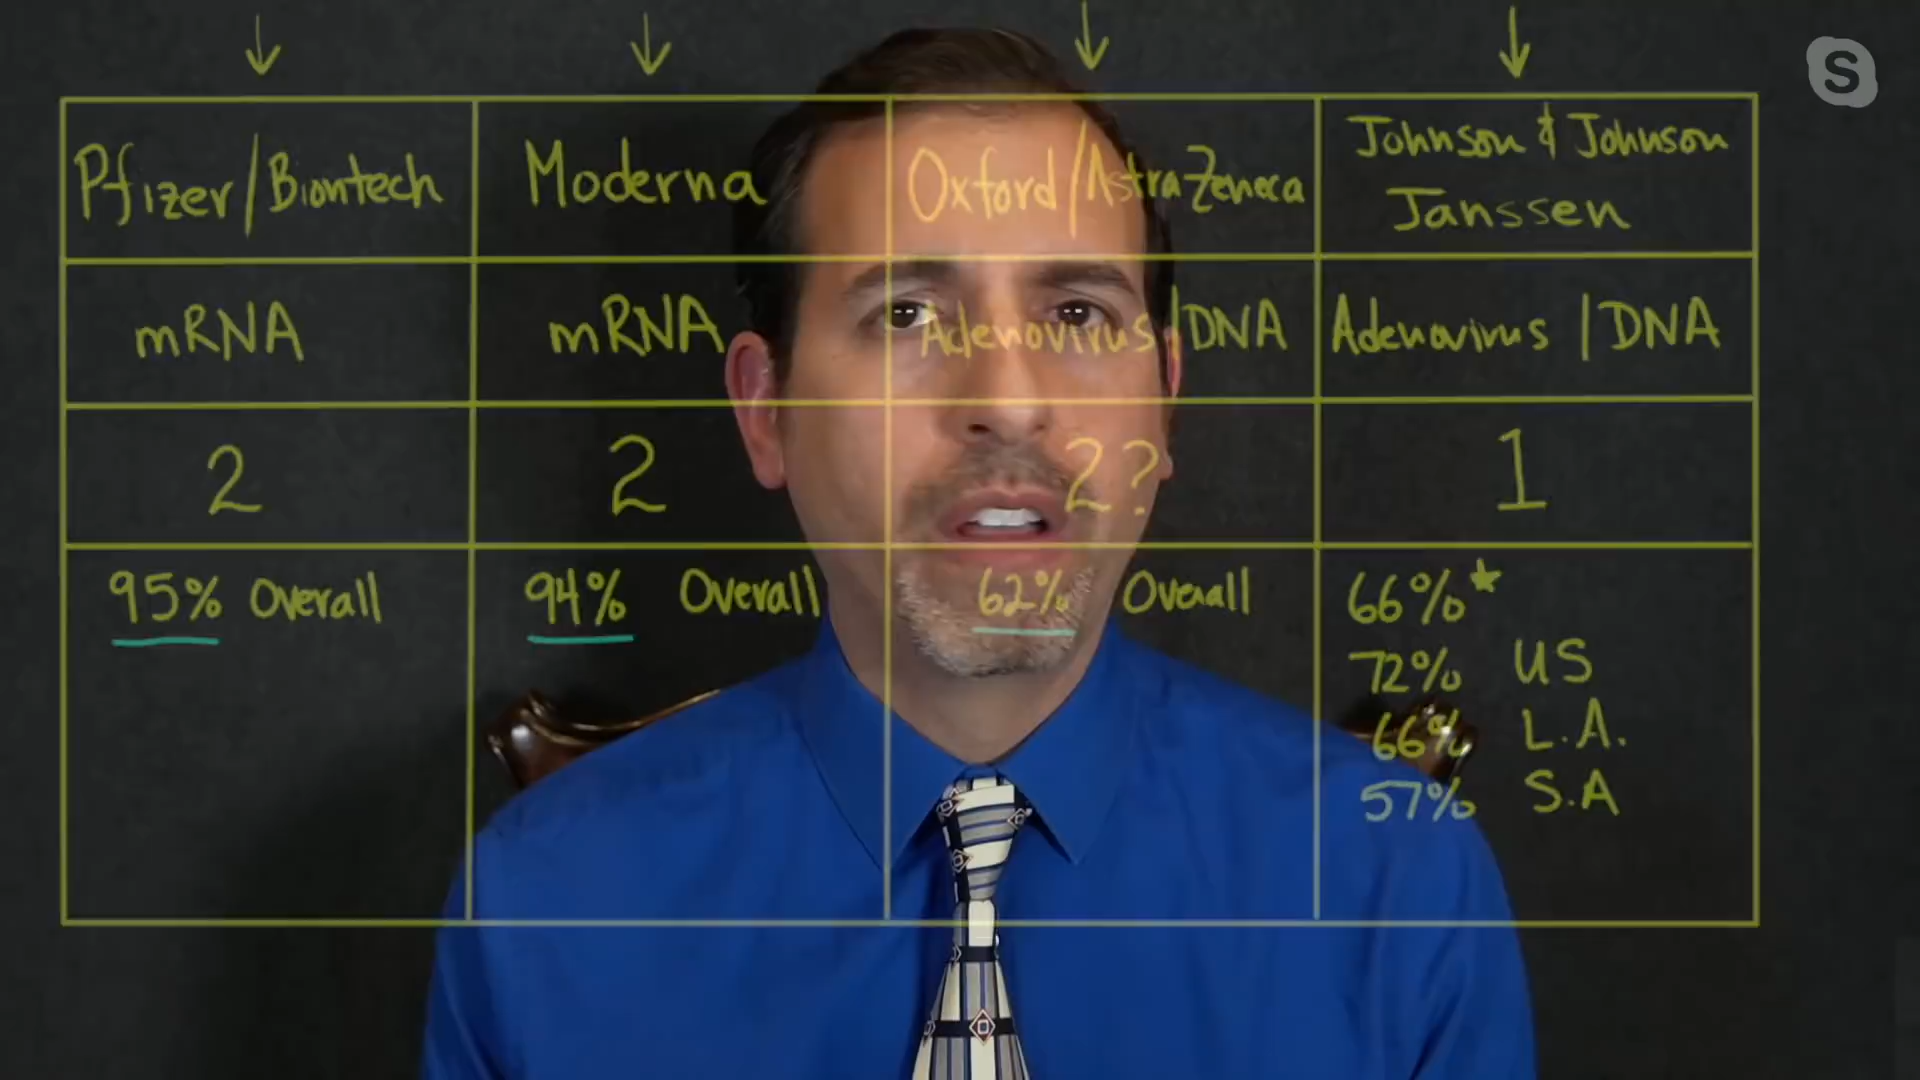 Pfizer/Biontech
Moderna
Oxford/AstraZeneca
Johnson & Johnson
Janssen
mRNA
mRNA
Adenovirus/DNA
Adenovirus/DNA
2
2
2?
1
95% Overall
94% Overall
62% Overall
66%*
72% US
66% L.A.
57% S.A
S